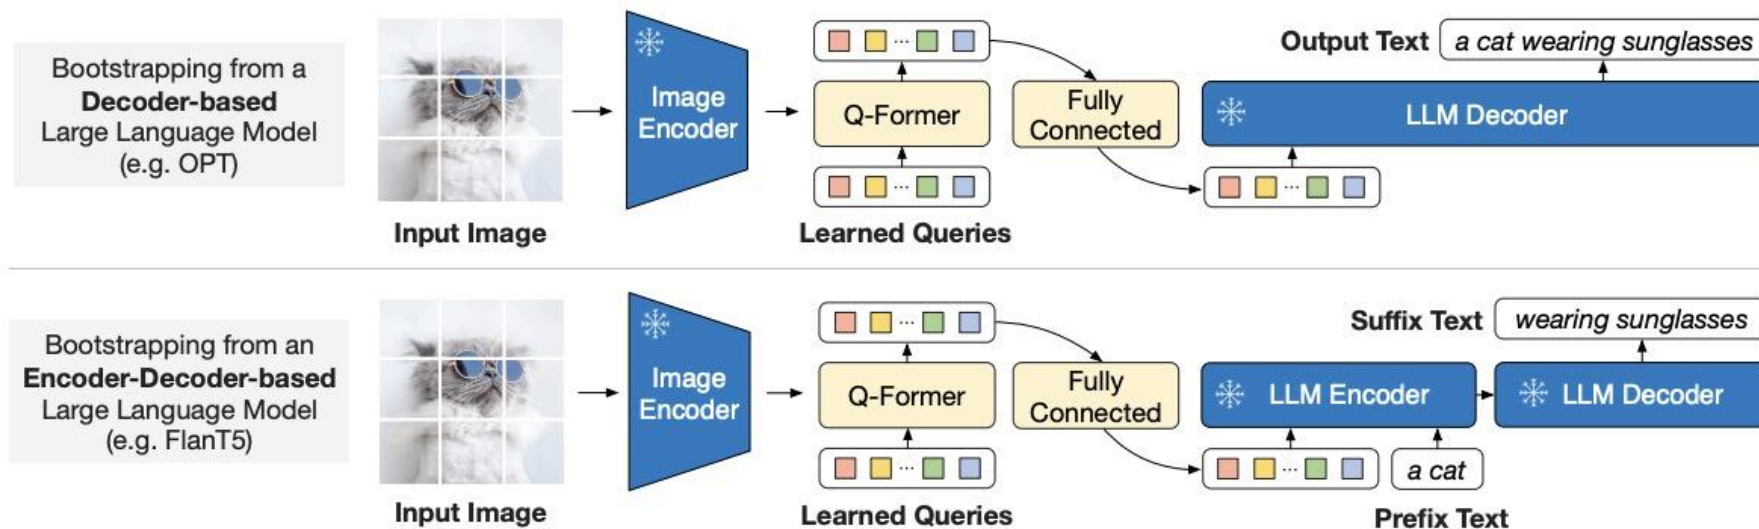 Bootstrapping from a
Decoder-based
Large Language Model
(e.g. OPT)
Input Image
Image
Encoder
...
Q-Former
...
Learned Queries
Fully
Connected
Output Text
a cat wearing sunglasses
LLM Decoder
...
Bootstrapping from an
Encoder-Decoder-based
Large Language Model
(e.g. FlanT5)
Input Image
Image
Encoder
...
Q-Former
...
Learned Queries
Fully
Connected
Suffix Text
wearing sunglasses
LLM Encoder
LLM Decoder
...
a cat
Prefix Text